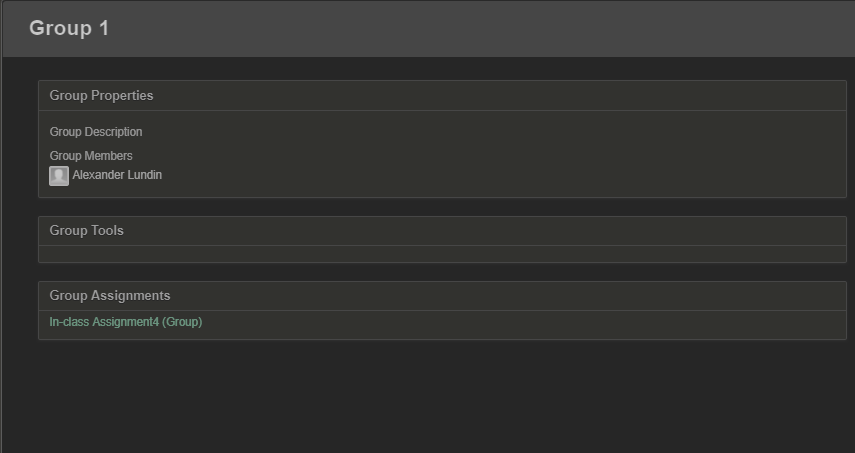 Group 1
Group Properties
Group Description
Group Members
Alexander Lundin
Group Tools
Group Assignments
In-class Assignment4 (Group)